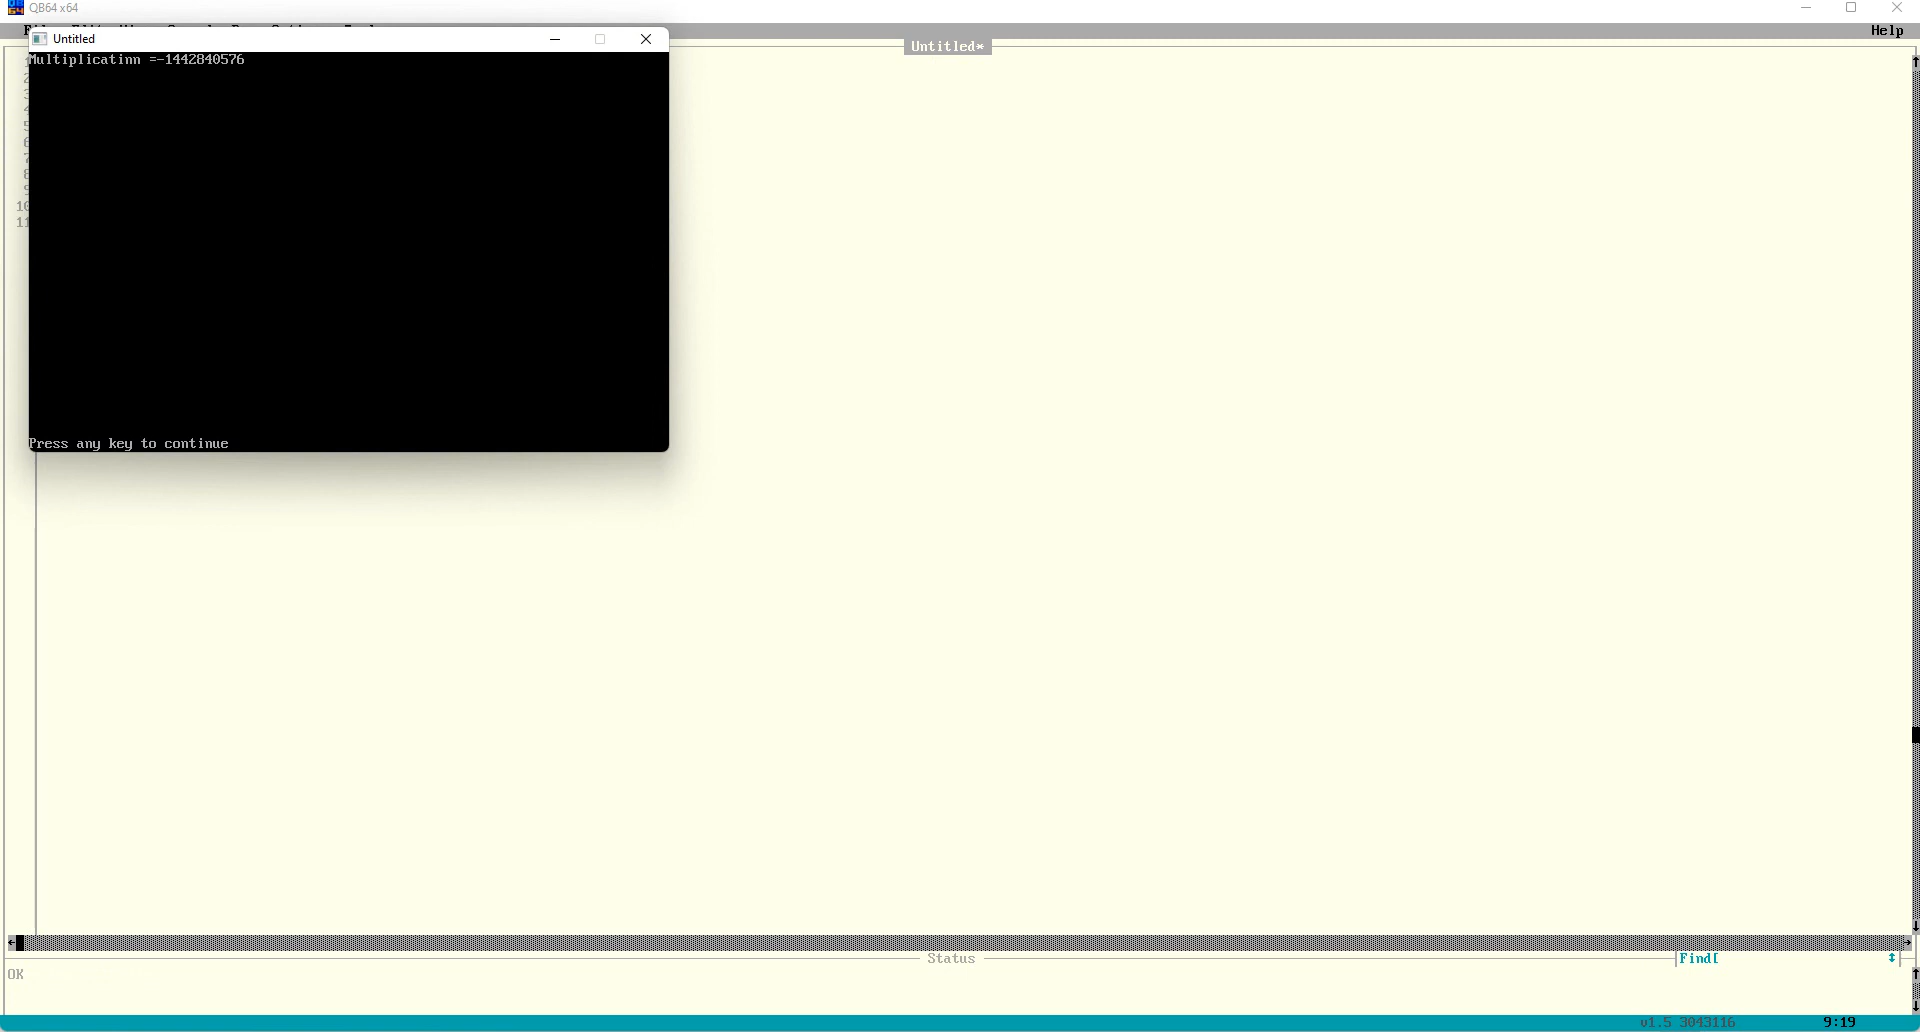 QB64 x64
Help
Untitled
Untitled*
Multiplicatinn =-1442840576
10
11
Press any key to continue
Status
Find[
OK
v1.5 3043116
9:19